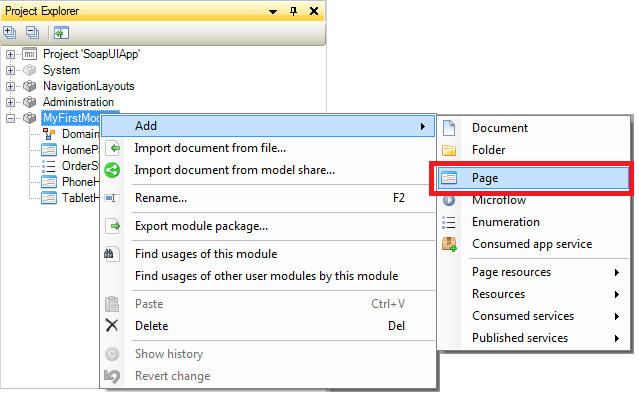 Project Explorer
mx Project 'SoapUIApp'
System
NavigationLayouts
Administration
MyFirstMod
Domain
HomeP
OrderSt
PhoneH
TabletH
Add
Import document from file...
Import document from model share...
Rename... F2
Export module package...
Find usages of this module
Find usages of other user modules by this module
Paste Ctrl+V
Delete Del
Show history
Revert change
Document
Folder
Page
Microflow
Enumeration
Consumed app service
Page resources
Resources
Consumed services
Published services